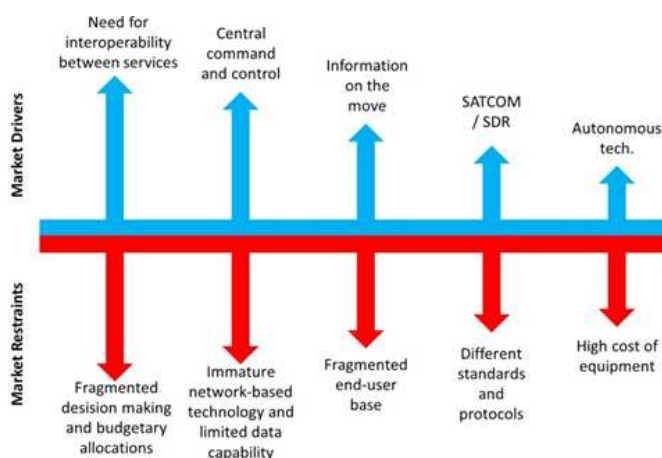 Market Drivers
Need for
interoperability
between services
Central
command
and control
Information
on the
move
SATCOM
/ SDR
Autonomous
tech.
Market Restraints
Fragmented
decision making
and budgetary
allocations
Immature
network-based
technology and
limited data
capability
Fragmented
end-user
base
Different
standards
and
protocols
High cost of
equipment